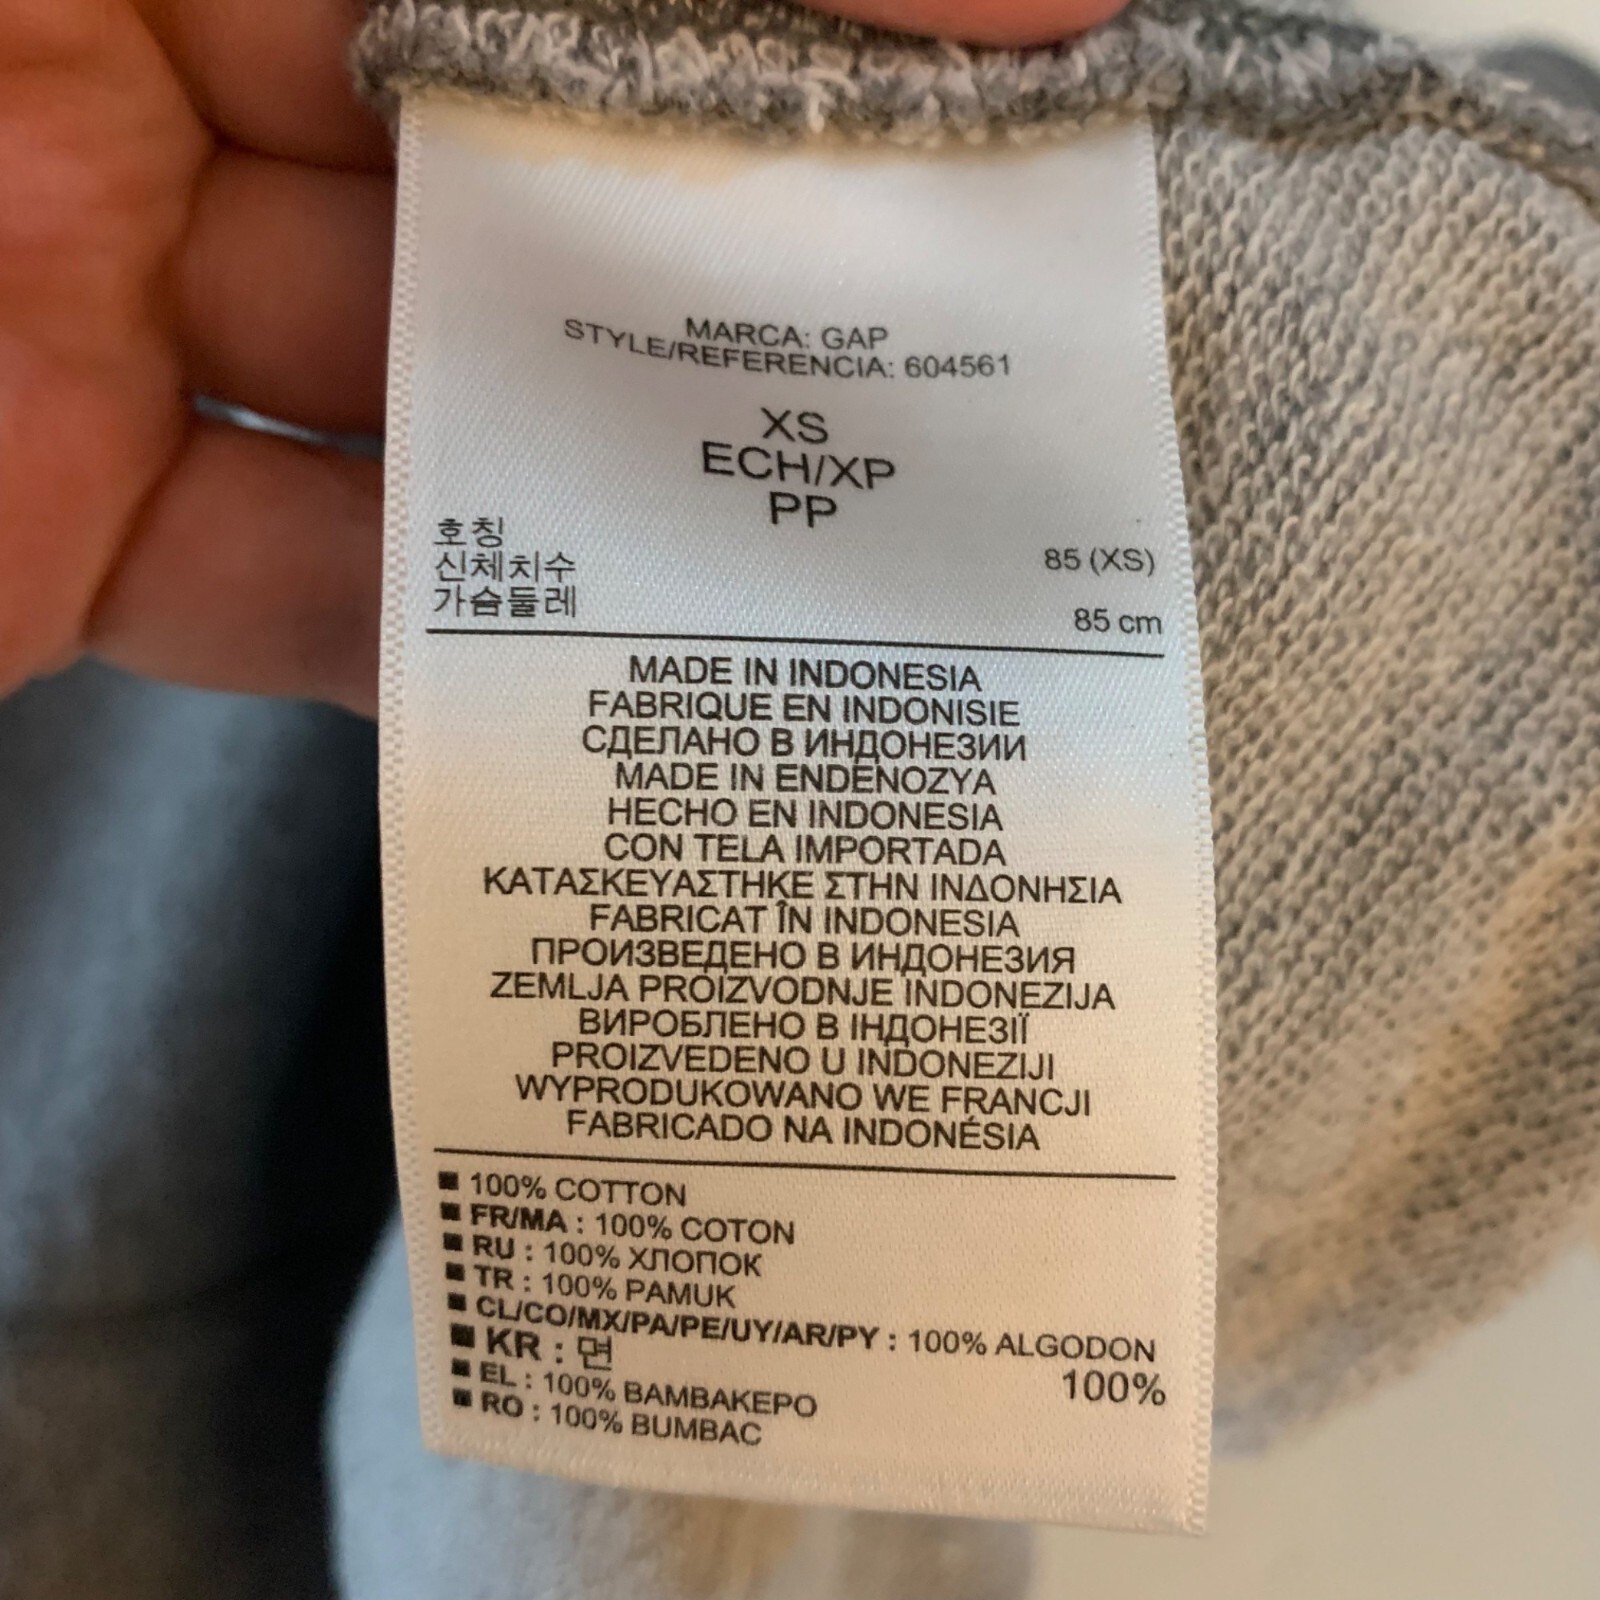 MARCA: GAP
STYLE/REFERENCIA: 604561
XS
ECH/XP
PP
호칭
신체치수 85 (XS)
가슴둘레 85 cm
MADE IN INDONESIA
FABRIQUE EN INDONISIE
СДЕЛАНО В ИНДОНЕЗИИ
MADE IN ENDENOZYA
HECHO EN INDONESIA
CON TELA IMPORTADA
ΚΑΤΑΣΚΕΥΑΣΤΗΚΕ ΣΤΗΝ ΙΝΔΟΝΗΣΙΑ
FABRICAT ÎN INDONESIA
ПРОИЗВЕДЕНО В ИНДОНЕЗИЯ
ZEMLJA PROIZVODNJE INDONEZIJA
ВИРОБЛЕНО В ІНДОНЕЗІЇ
PROIZVEDENO U INDONEZIJI
WYPRODUKOWANO WE FRANCJI
FABRICADO NA INDONÉSIA
■ 100% COTTON
■ FR/MA : 100% COTON
■ RU : 100% ХЛОПОК
■ TR : 100% PAMUK
■ CL/CO/MX/PA/PE/UY/AR/PY : 100% ALGODON
■ KR : 면 100%
■ EL : 100% ΒΑΜΒΑΚΕΡΟ
■ RO : 100% BUMBAC